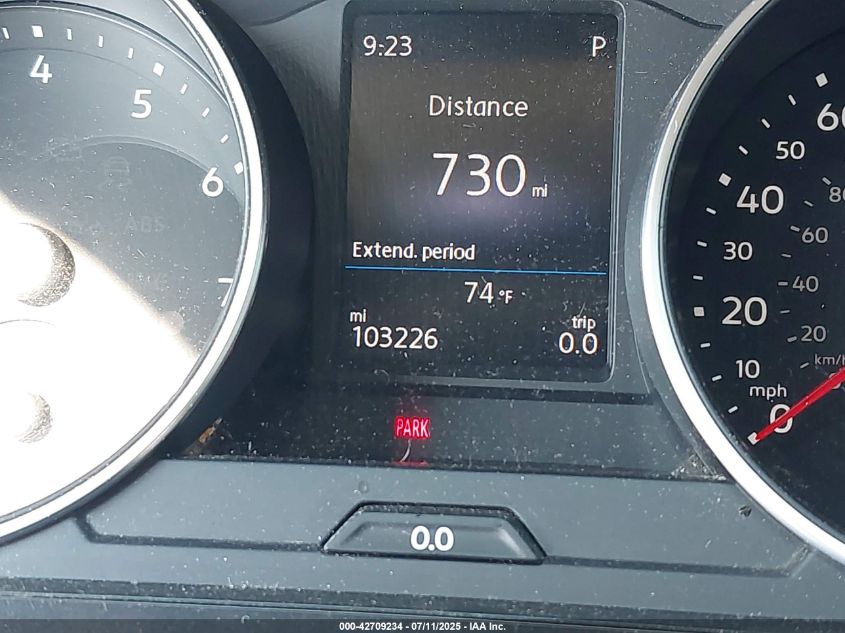 9:23 P
Distance
730 mi
Extend. period
74 °F
mi
103226
trip
0.0
PARK
0.0
4
5
6
7
ABS
60
50
40
30
20
10
mph
0
80
60
40
20
km/h
000-42709234 - 07/11/2025 - IAA Inc.